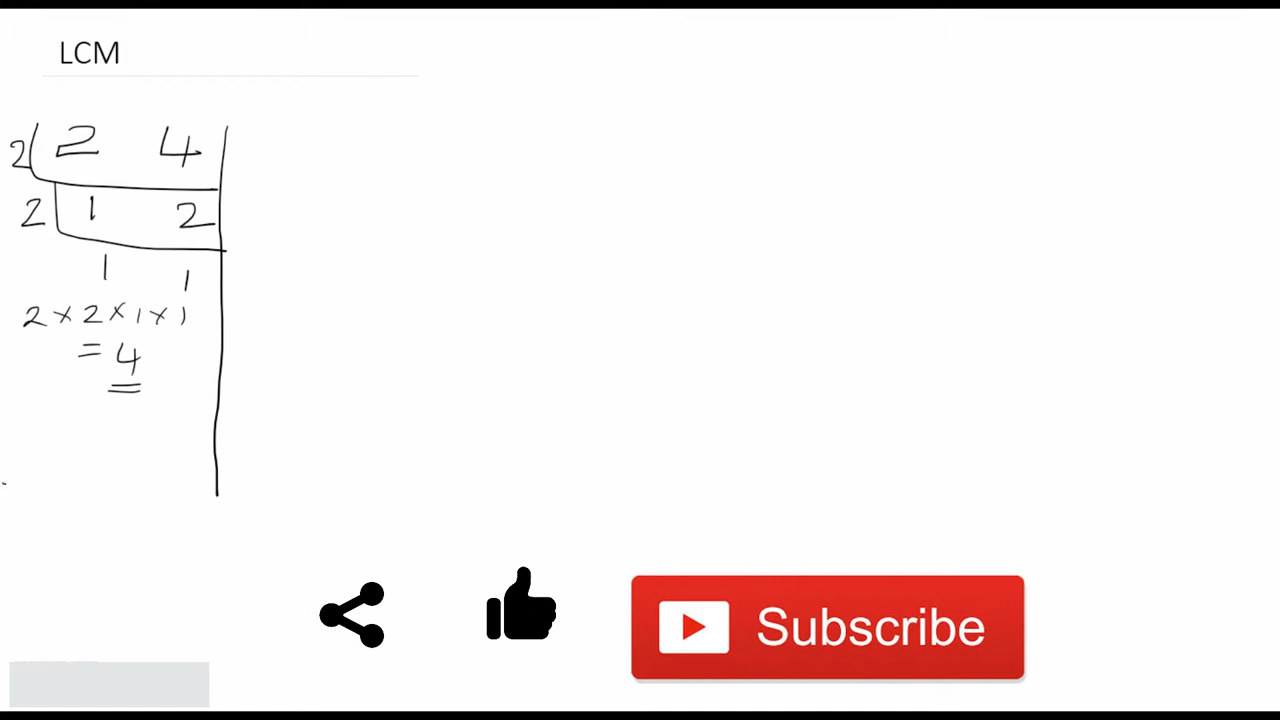 LCM
2 2 4
2 1 2
1 1
2 × 2 × 1 × 1
= 4
Subscribe